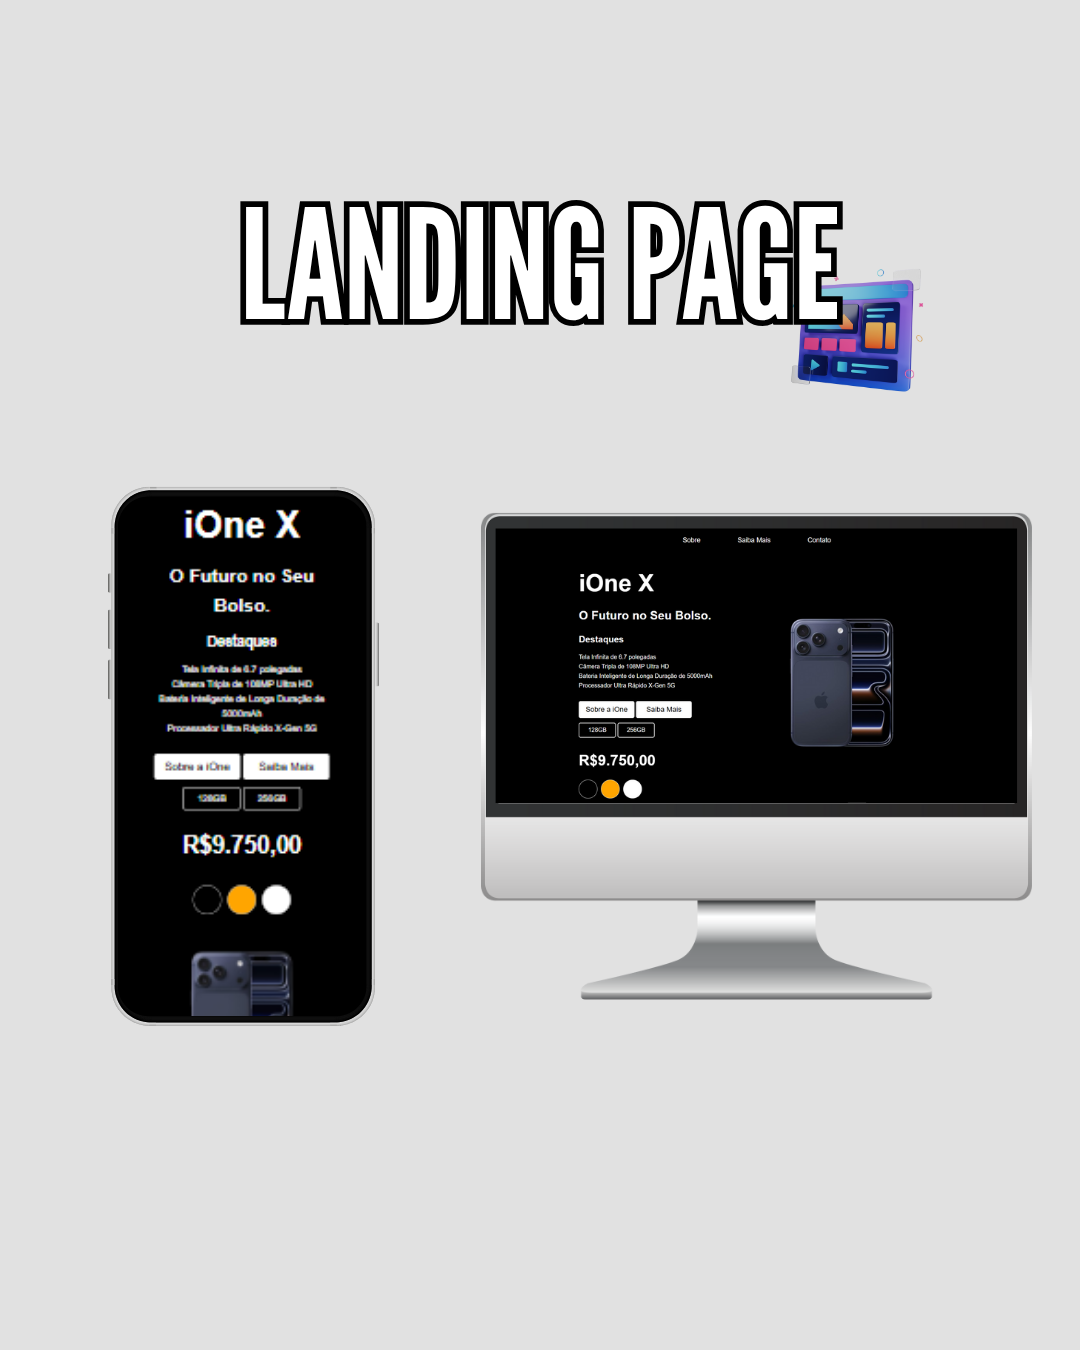 LANDING PAGE
iOne X
O Futuro no Seu
Bolso.
Destaques
Tela Infinita de 6.7 polegadas
Câmera Tripla de 108MP Ultra HD
Bateria Inteligente de Longa Duração de
5000mAh
Processador Ultra Rápido X-Gen 5G
Sobre a iOne Saiba Mais
128GB 256GB
R$9.750,00
Sobre Saiba Mais Contato
iOne X
O Futuro no Seu Bolso.
Destaques
Tela Infinita de 6.7 polegadas
Câmera Tripla de 108MP Ultra HD
Bateria Inteligente de Longa Duração de 5000mAh
Processador Ultra Rápido X-Gen 5G
Sobre a iOne Saiba Mais
128GB 256GB
R$9.750,00